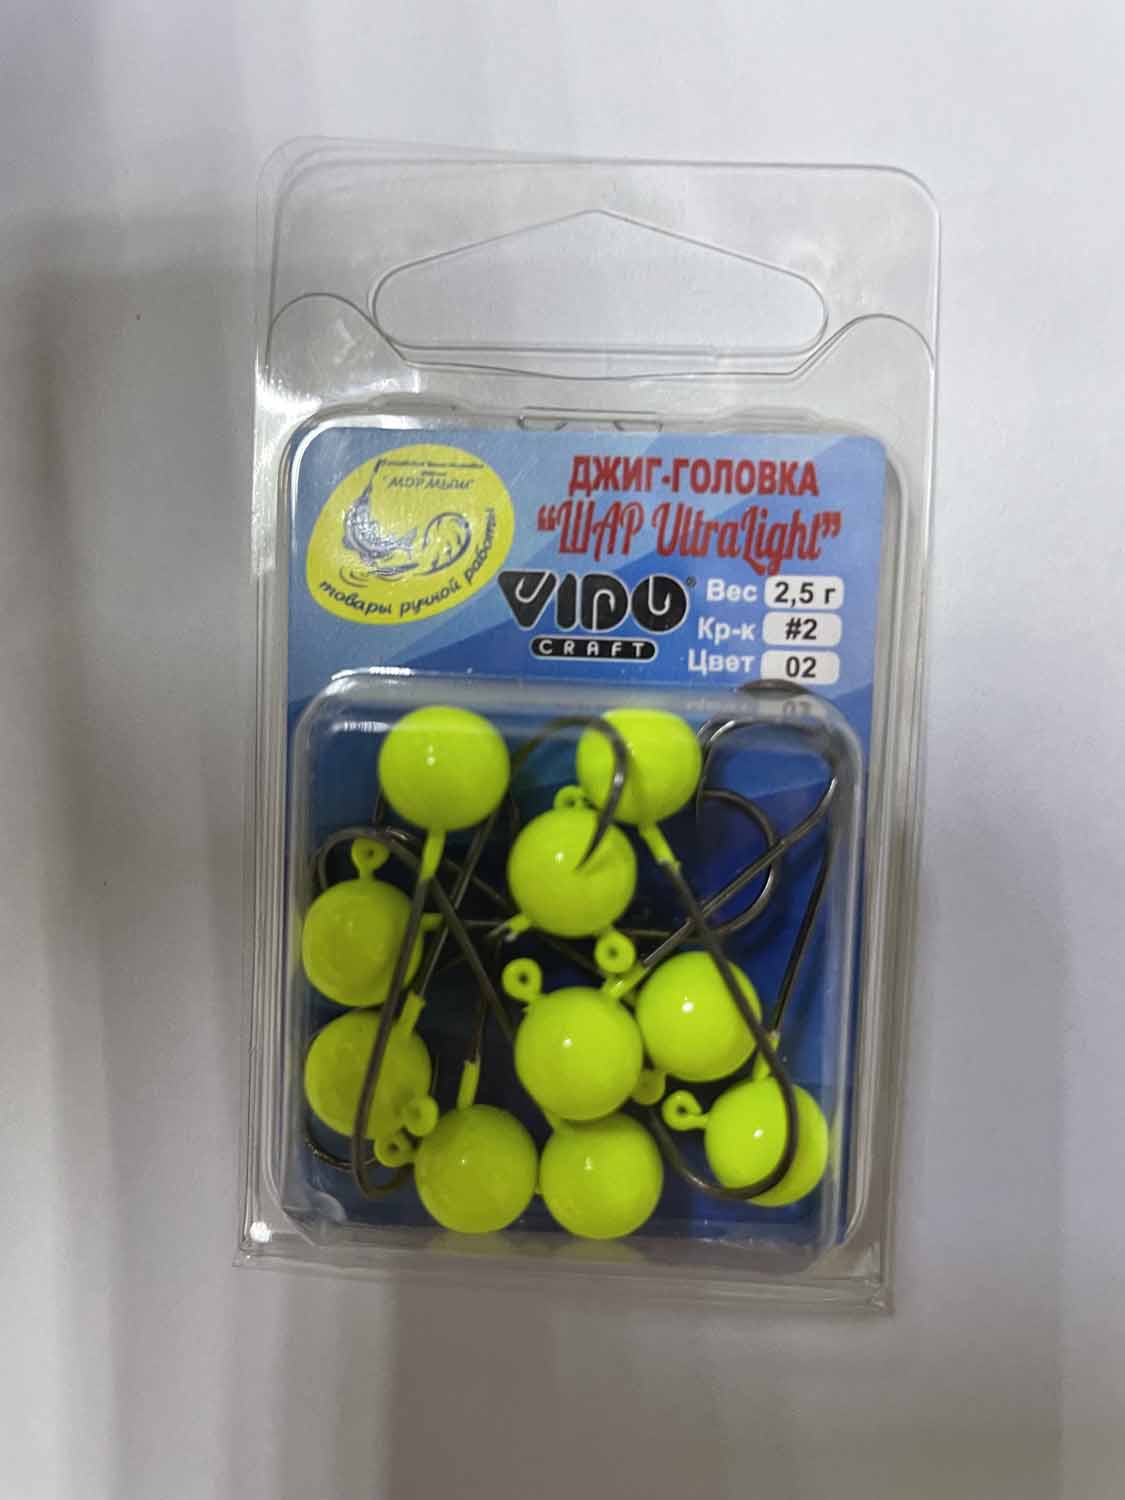 ДЖИГ-ГОЛОВКА
"ШАР UltraLight"
"МОРМЫШ"
товары ручной работы
VIDO®
CRAFT
Вес 2,5 г
Кр-к #2
Цвет 02